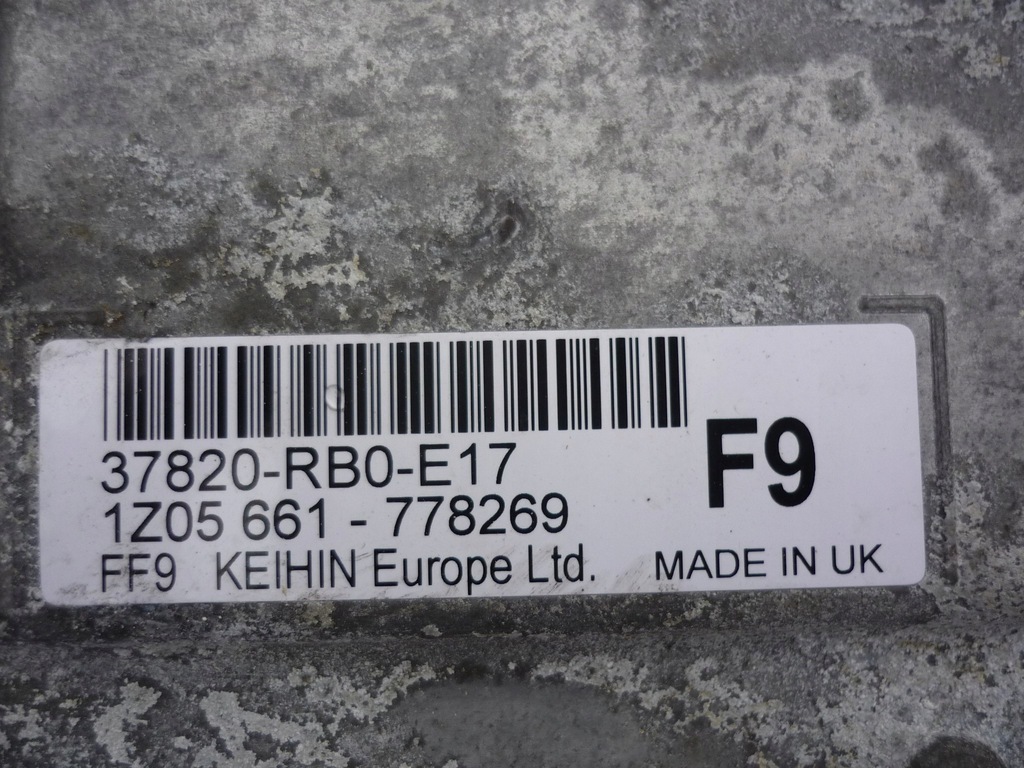 37820-RB0-E17
F9
1Z05 661 - 778269
FF9 KEIHIN Europe Ltd. MADE IN UK